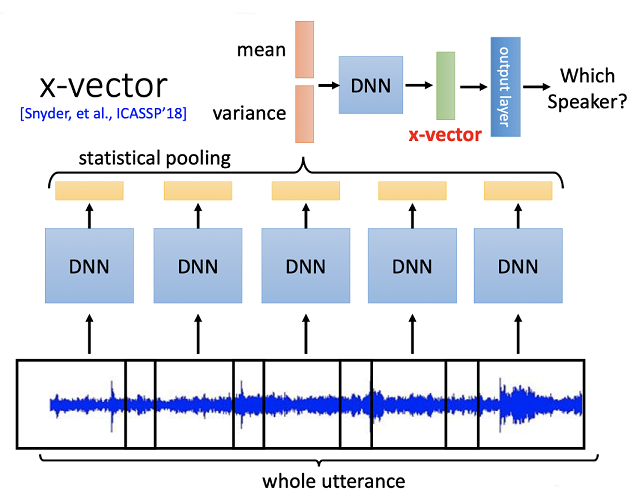 mean
x-vector
[Snyder, et al., ICASSP’18]
variance
DNN
x-vector
output layer
Which
Speaker?
statistical pooling
DNN
DNN
DNN
DNN
DNN
whole utterance